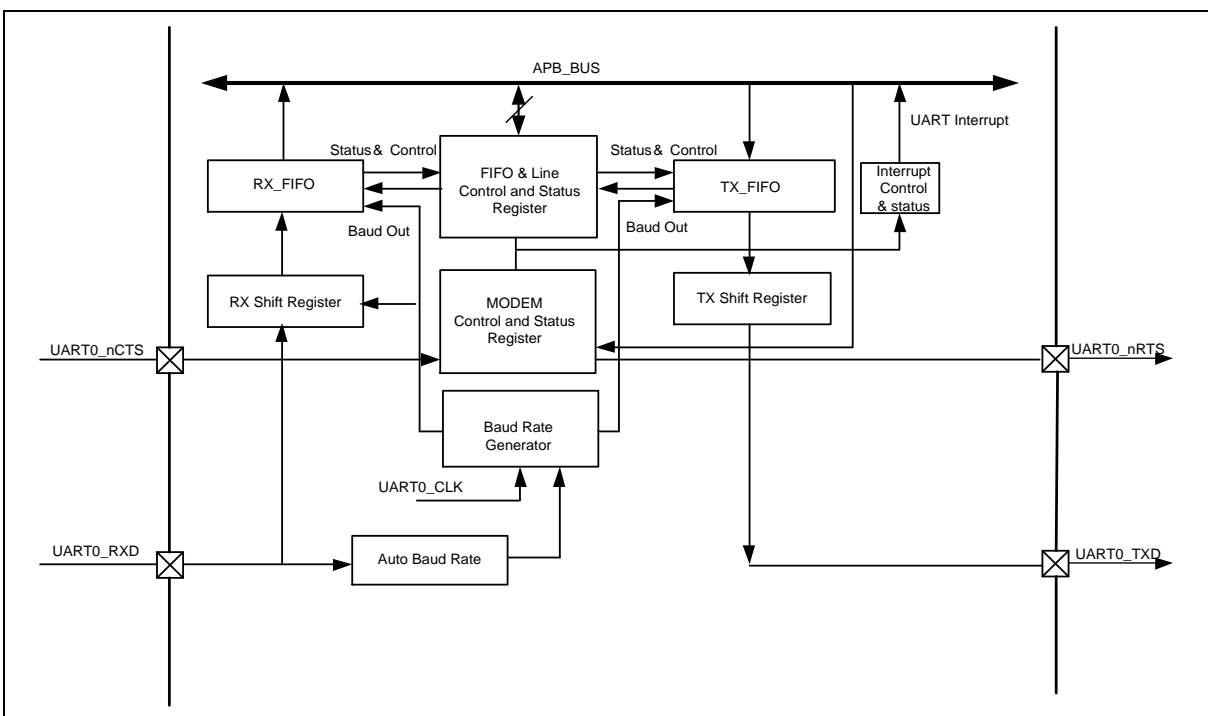 APB_BUS
UART Interrupt
Status & Control
Status & Control
RX_FIFO
FIFO & Line
Control and Status
Register
TX_FIFO
Interrupt
Control
& status
Baud Out
Baud Out
RX Shift Register
MODEM
Control and Status
Register
TX Shift Register
UART0_nCTS
UART0_nRTS
Baud Rate
Generator
UART0_CLK
UART0_RXD
Auto Baud Rate
UART0_TXD